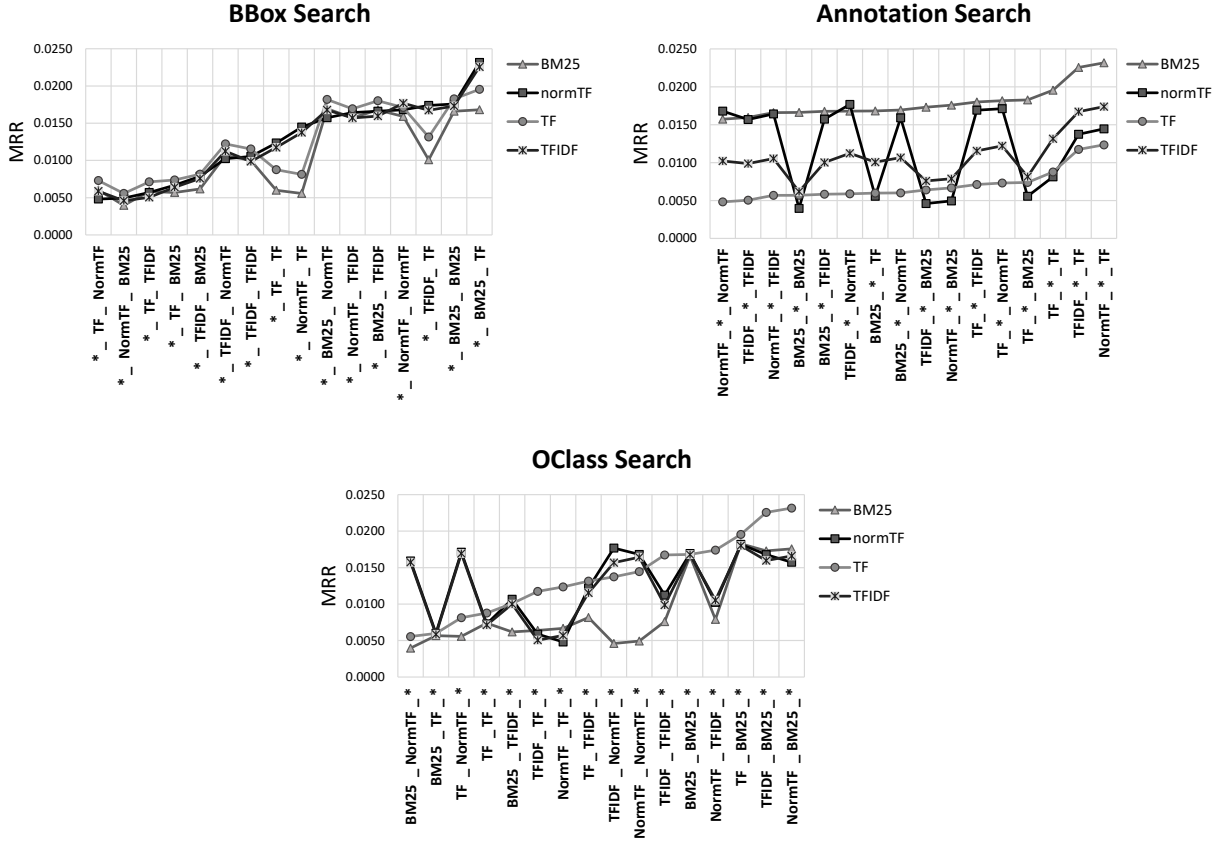 BBox Search
0.0250
0.0200
0.0150
0.0100
0.0050
0.0000
MRR
* _ TF _ NormTF
* _ NormTF _ BM25
* _ TF _ TFIDF
* _ TF _ BM25
* _ TFIDF _ BM25
* _ TFIDF _ NormTF
* _ TFIDF _ TFIDF
* _ TF _ TF
* _ NormTF _ TF
* _ BM25 _ NormTF
* _ NormTF _ TFIDF
* _ BM25 _ TFIDF
* _ NormTF _ NormTF
* _ TFIDF _ TF
* _ BM25 _ BM25
* _ BM25 _ TF
BM25
normTF
TF
TFIDF
Annotation Search
0.0250
0.0200
0.0150
0.0100
0.0050
0.0000
MRR
NormTF _ * _ NormTF
TFIDF _ * _ TFIDF
NormTF _ * _ TFIDF
BM25 _ * _ BM25
BM25 _ * _ TFIDF
TFIDF _ * _ NormTF
BM25 _ * _ TF
BM25 _ * _ NormTF
TFIDF _ * _ BM25
NormTF _ * _ BM25
TF _ * _ TFIDF
TF _ * _ NormTF
TF _ * _ BM25
TF _ * _ TF
TFIDF _ * _ TF
NormTF _ * _ TF
BM25
normTF
TF
TFIDF
OClass Search
0.0250
0.0200
0.0150
0.0100
0.0050
0.0000
MRR
BM25 _ NormTF _ *
BM25 _ TF _ *
TF _ NormTF _ *
TF _ TF _ *
BM25 _ TFIDF _ *
TFIDF _ TF _ *
NormTF _ TF _ *
TF _ TFIDF _ *
TFIDF _ NormTF _ *
NormTF _ NormTF _ *
TFIDF _ TFIDF _ *
BM25 _ BM25 _ *
NormTF _ TFIDF _ *
TF _ BM25 _ *
TFIDF _ BM25 _ *
NormTF _ BM25 _ *
BM25
normTF
TF
TFIDF